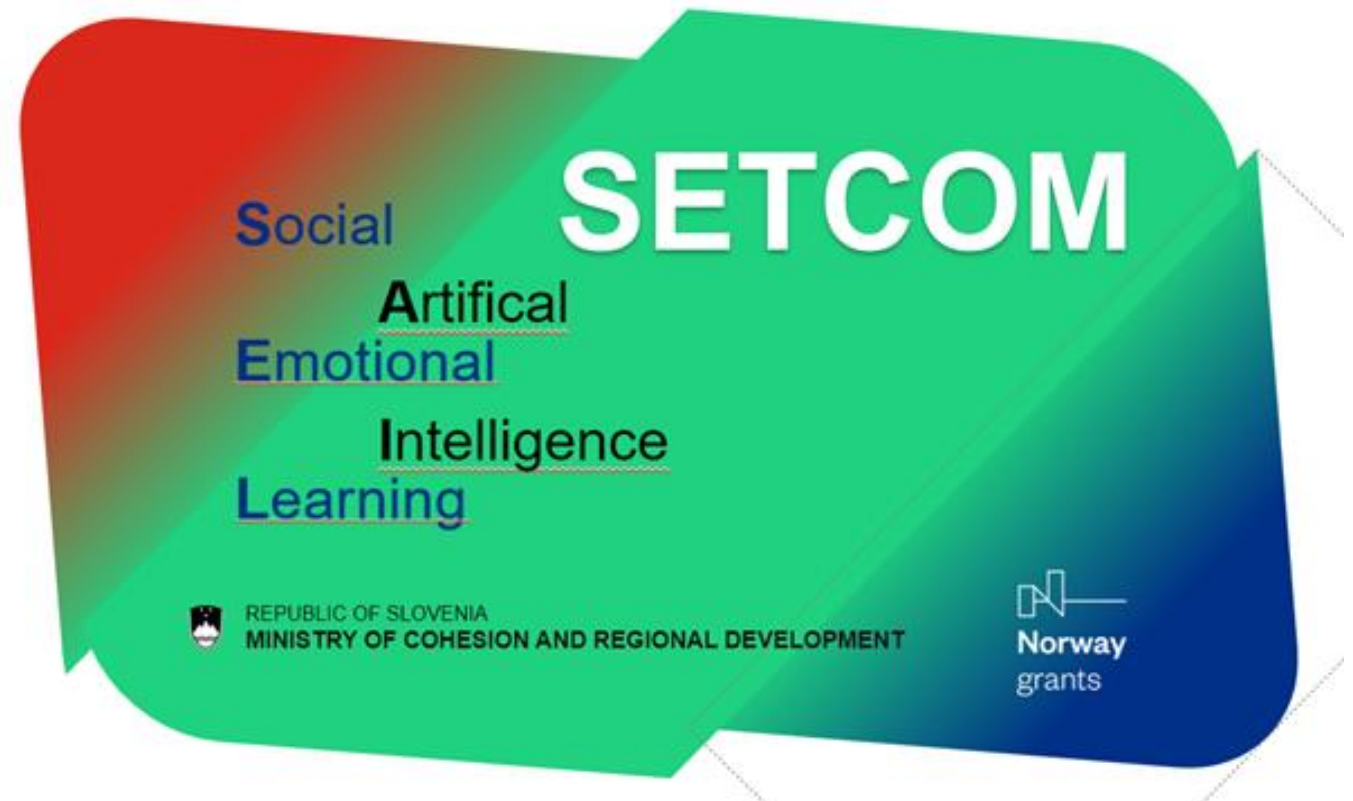 SETCOM
Social
Artifical
Emotional
Intelligence
Learning
REPUBLIC OF SLOVENIA
MINISTRY OF COHESION AND REGIONAL DEVELOPMENT
Norway
grants